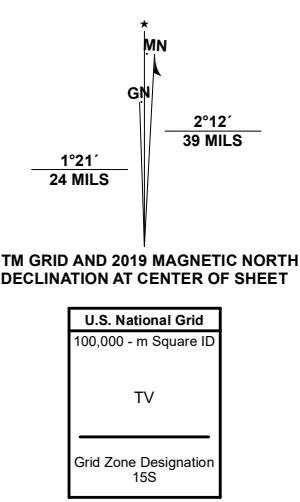 ★
MN
GN
2°12´
39 MILS
1°21´
24 MILS
TM GRID AND 2019 MAGNETIC NORTH
DECLINATION AT CENTER OF SHEET
U.S. National Grid
100,000 - m Square ID
TV
Grid Zone Designation
15S